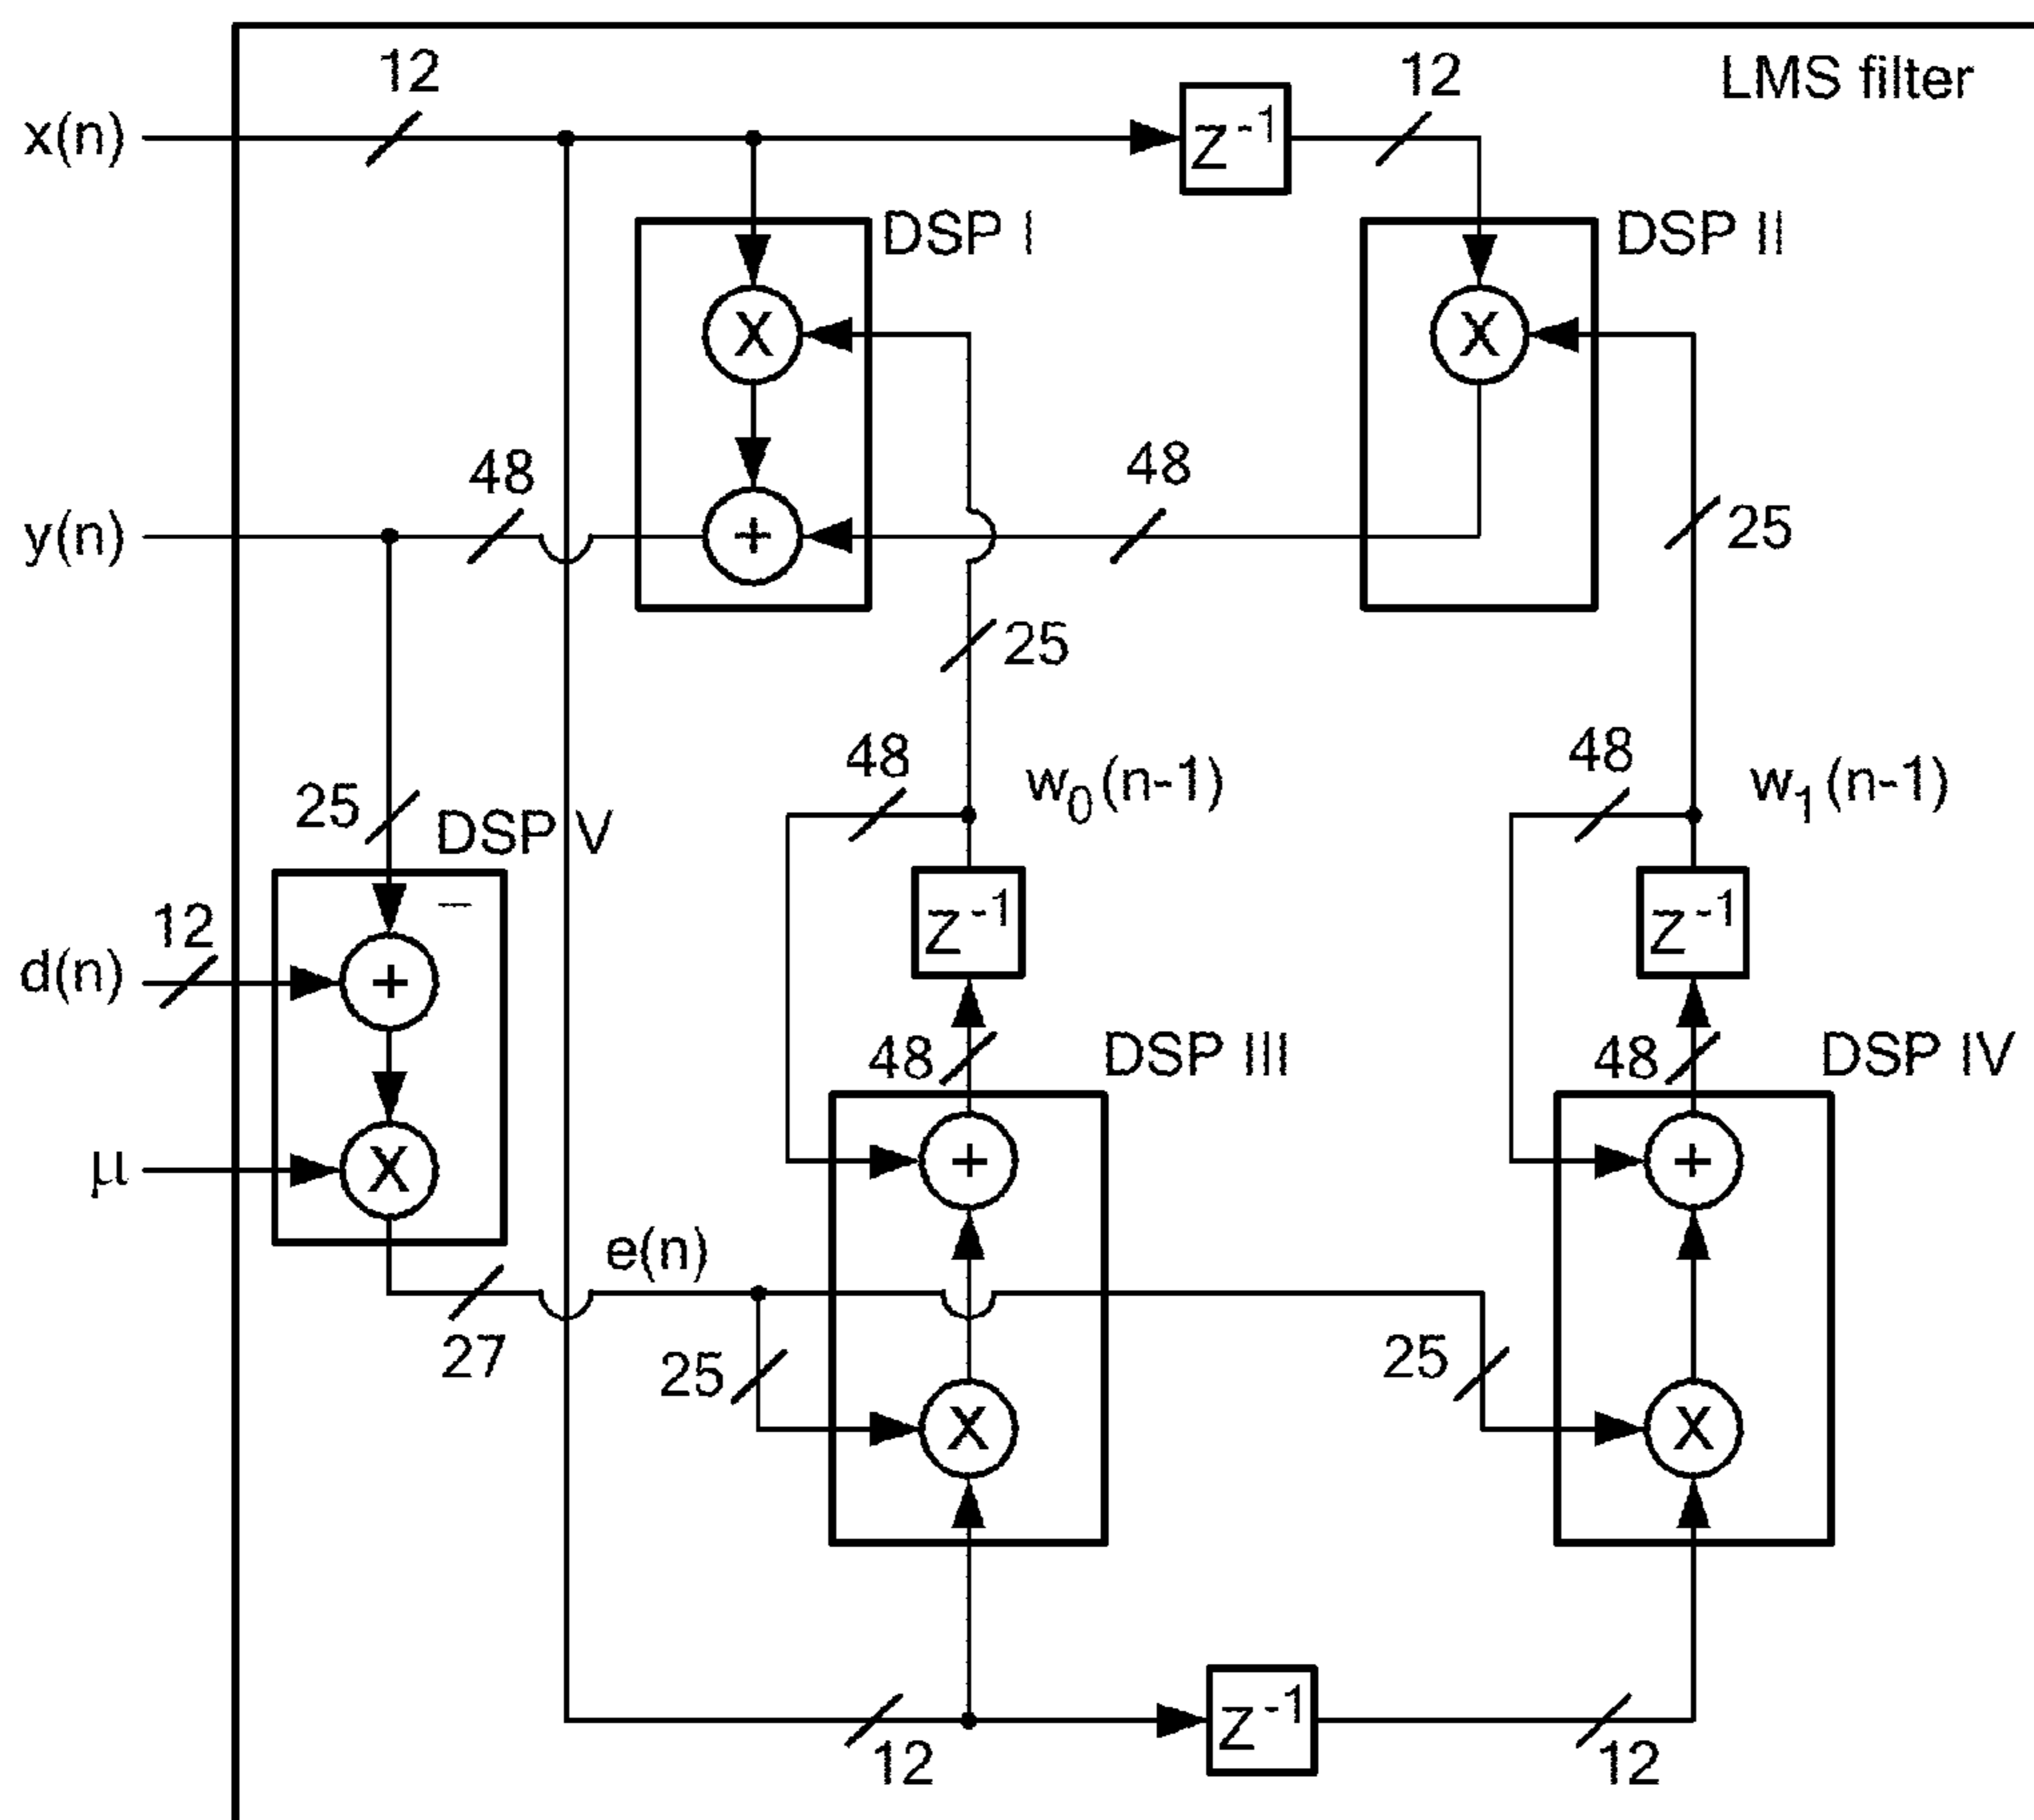 LMS filter
12
12
x(n)
z⁻¹
DSP I
DSP II
X
X
48
48
y(n)
+
25
25
48
w₀(n-1)
48
w₁(n-1)
25
DSP V
–
12
d(n)
+
z⁻¹
z⁻¹
48
DSP III
48
DSP IV
μ
X
+
+
e(n)
27
25
25
X
X
z⁻¹
12
12